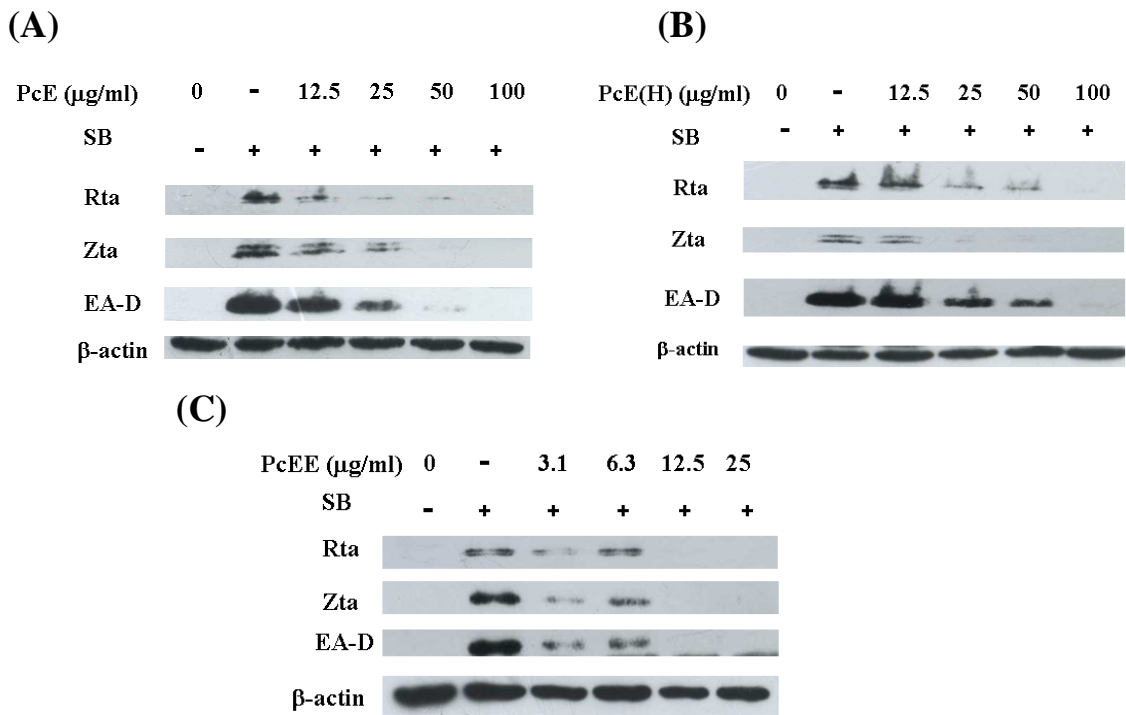 (A)
PcE (μg/ml) 0 - 12.5 25 50 100
SB - + + + + +
Rta
Zta
EA-D
β-actin
(B)
PcE(H) (μg/ml) 0 - 12.5 25 50 100
SB - + + + + +
Rta
Zta
EA-D
β-actin
(C)
PcEE (μg/ml) 0 - 3.1 6.3 12.5 25
SB - + + + + +
Rta
Zta
EA-D
β-actin